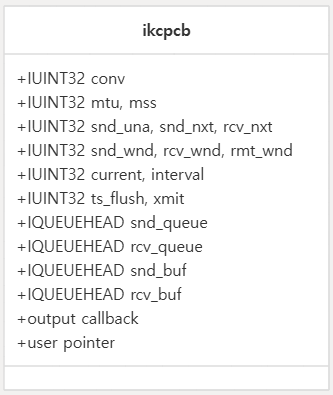 ikcpcb
+IUINT32 conv
+IUINT32 mtu, mss
+IUINT32 snd_una, snd_nxt, rcv_nxt
+IUINT32 snd_wnd, rcv_wnd, rmt_wnd
+IUINT32 current, interval
+IUINT32 ts_flush, xmit
+IQUEUEHEAD snd_queue
+IQUEUEHEAD rcv_queue
+IQUEUEHEAD snd_buf
+IQUEUEHEAD rcv_buf
+output callback
+user pointer